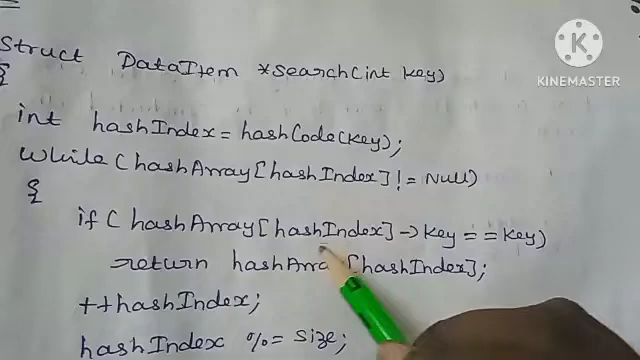 Struct DataItem *Search(int key)
{
int hashIndex = hashCode(key);
while (hashArray[hashIndex] != Null)
{
if ( hashArray[hashIndex] -> key == key)
return hashArray[hashIndex];
++hashIndex;
hashIndex %= size;
K
KINEMASTER